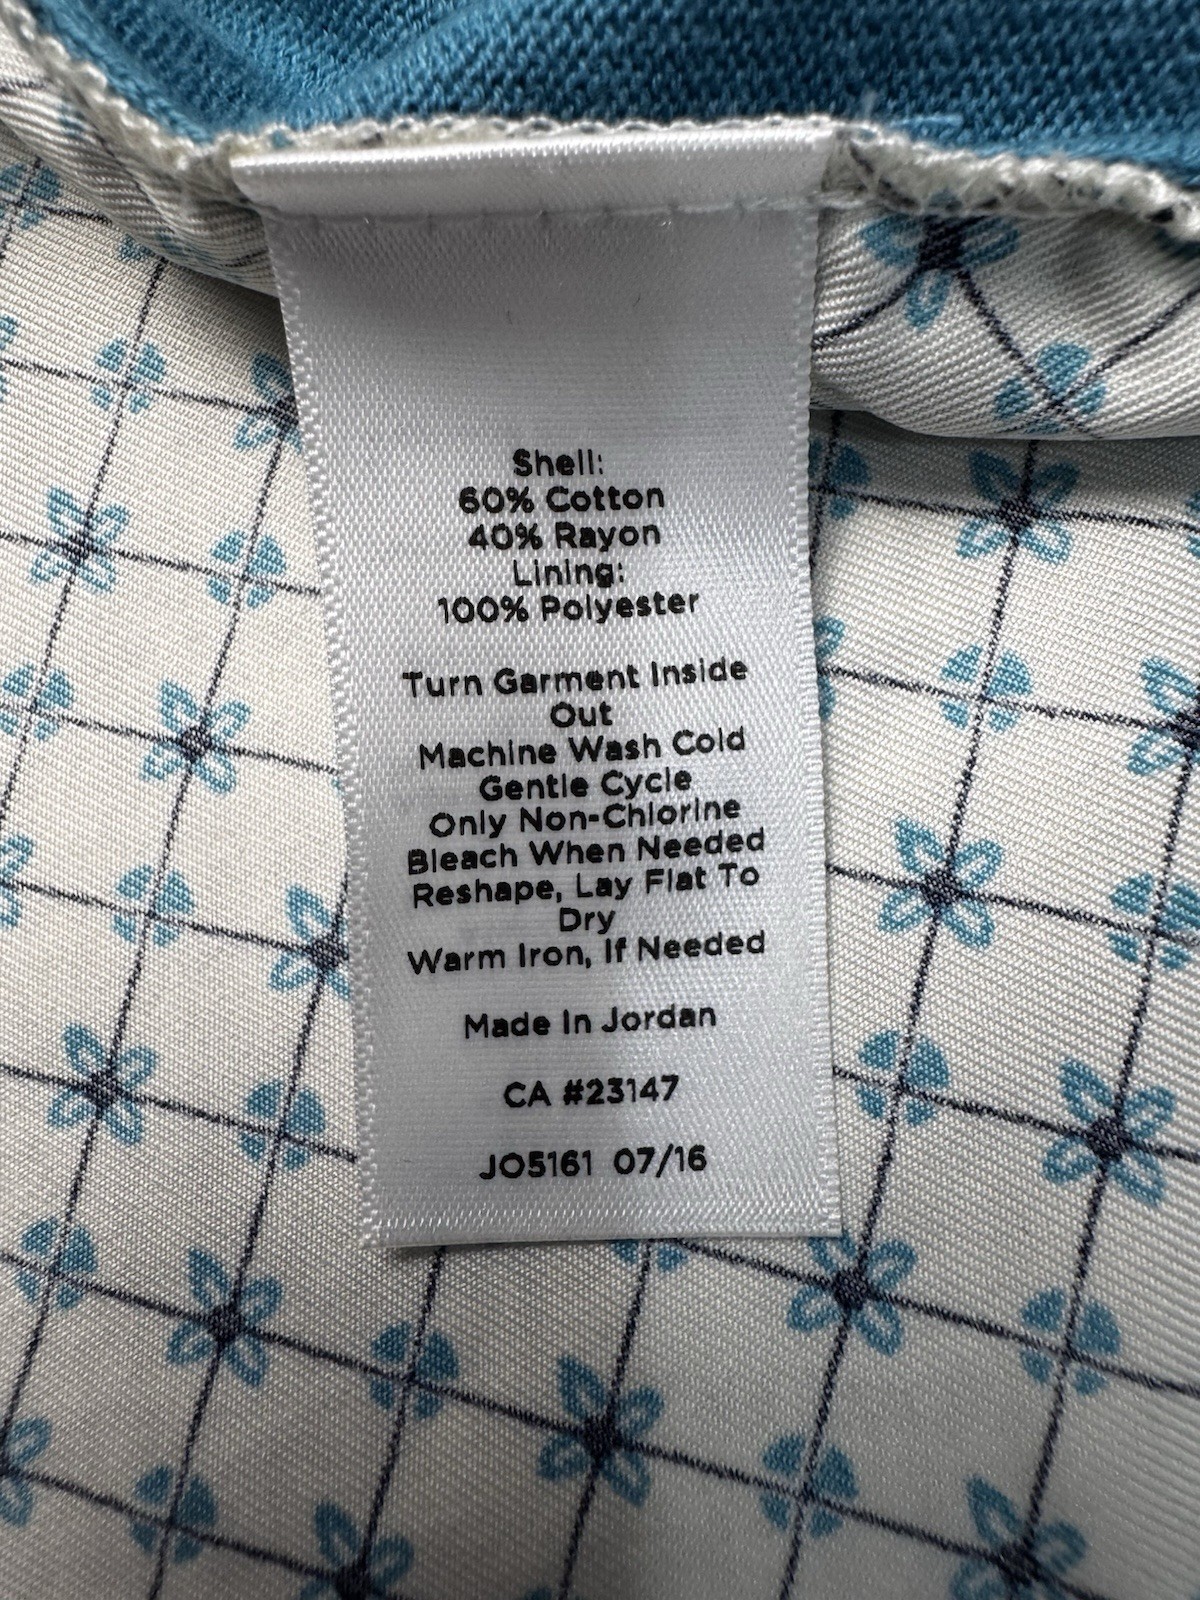 Shell:
60% Cotton
40% Rayon
Lining:
100% Polyester
Turn Garment Inside
Out
Machine Wash Cold
Gentle Cycle
Only Non-Chlorine
Bleach When Needed
Reshape, Lay Flat To
Dry
Warm Iron, If Needed
Made In Jordan
CA #23147
JO5161 07/16